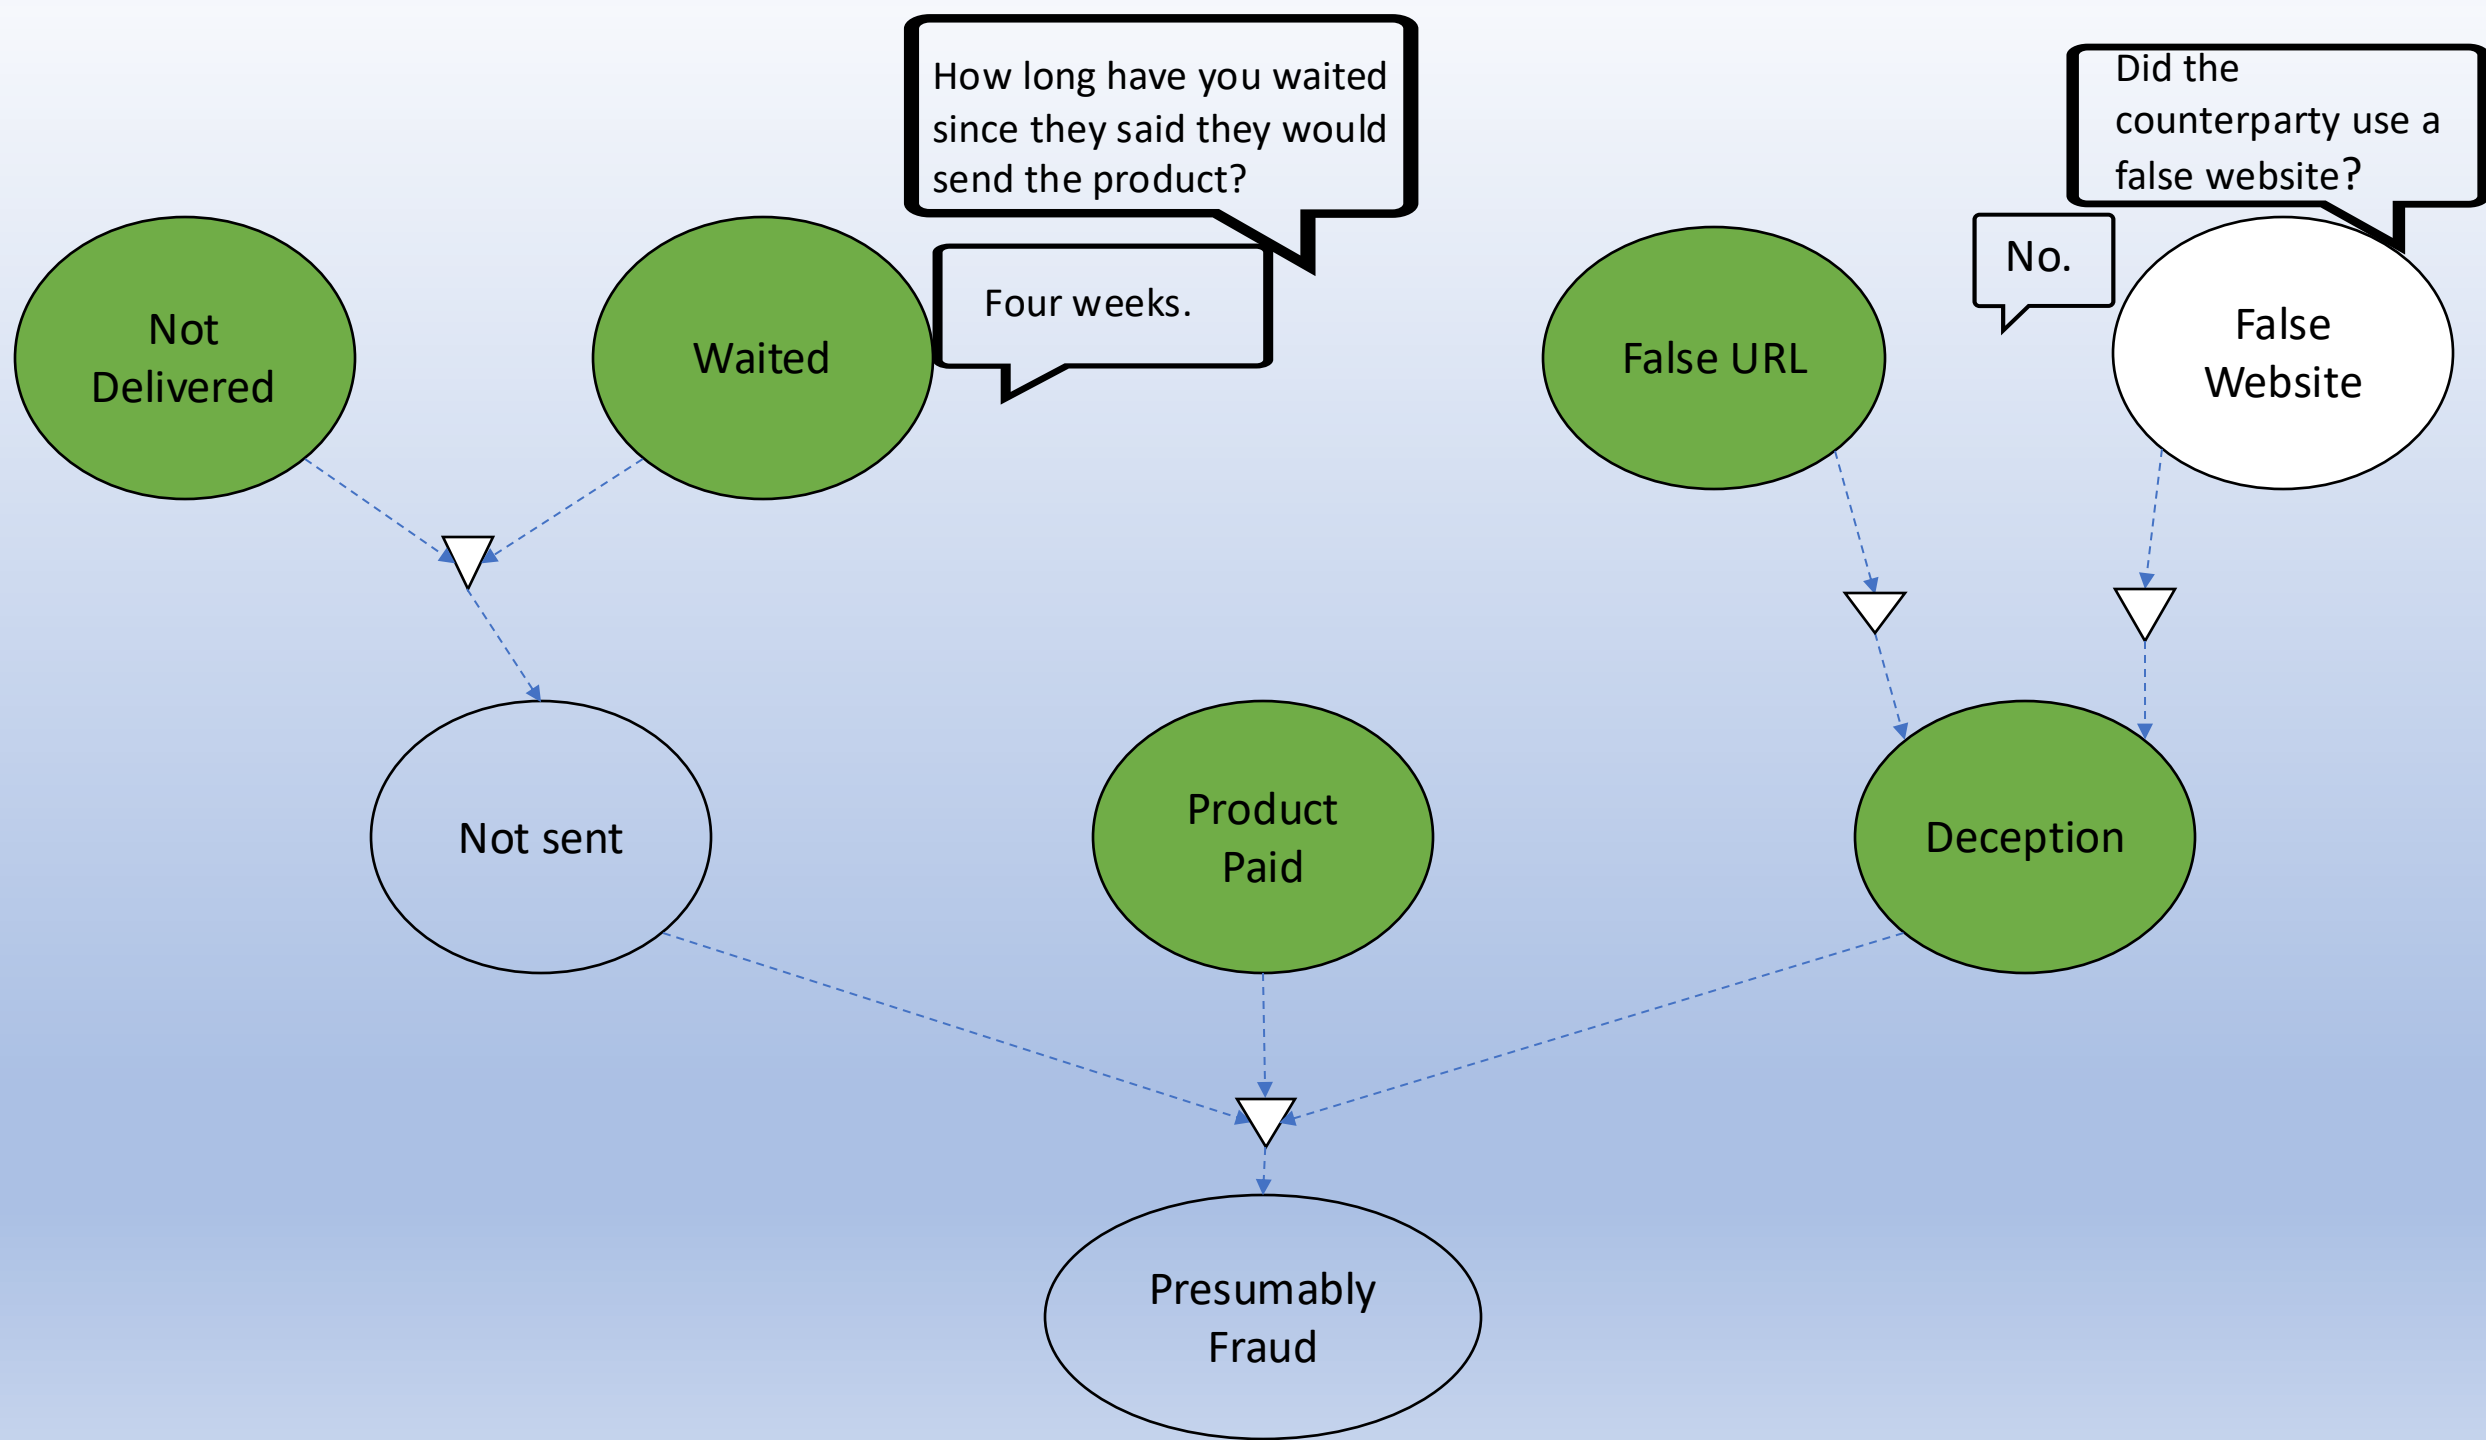 How long have you waited
since they said they would
send the product?
Did the
counterparty use a
false website?
No.
Four weeks.
Not
Delivered
Waited
False URL
False
Website
Not sent
Product
Paid
Deception
Presumably
Fraud